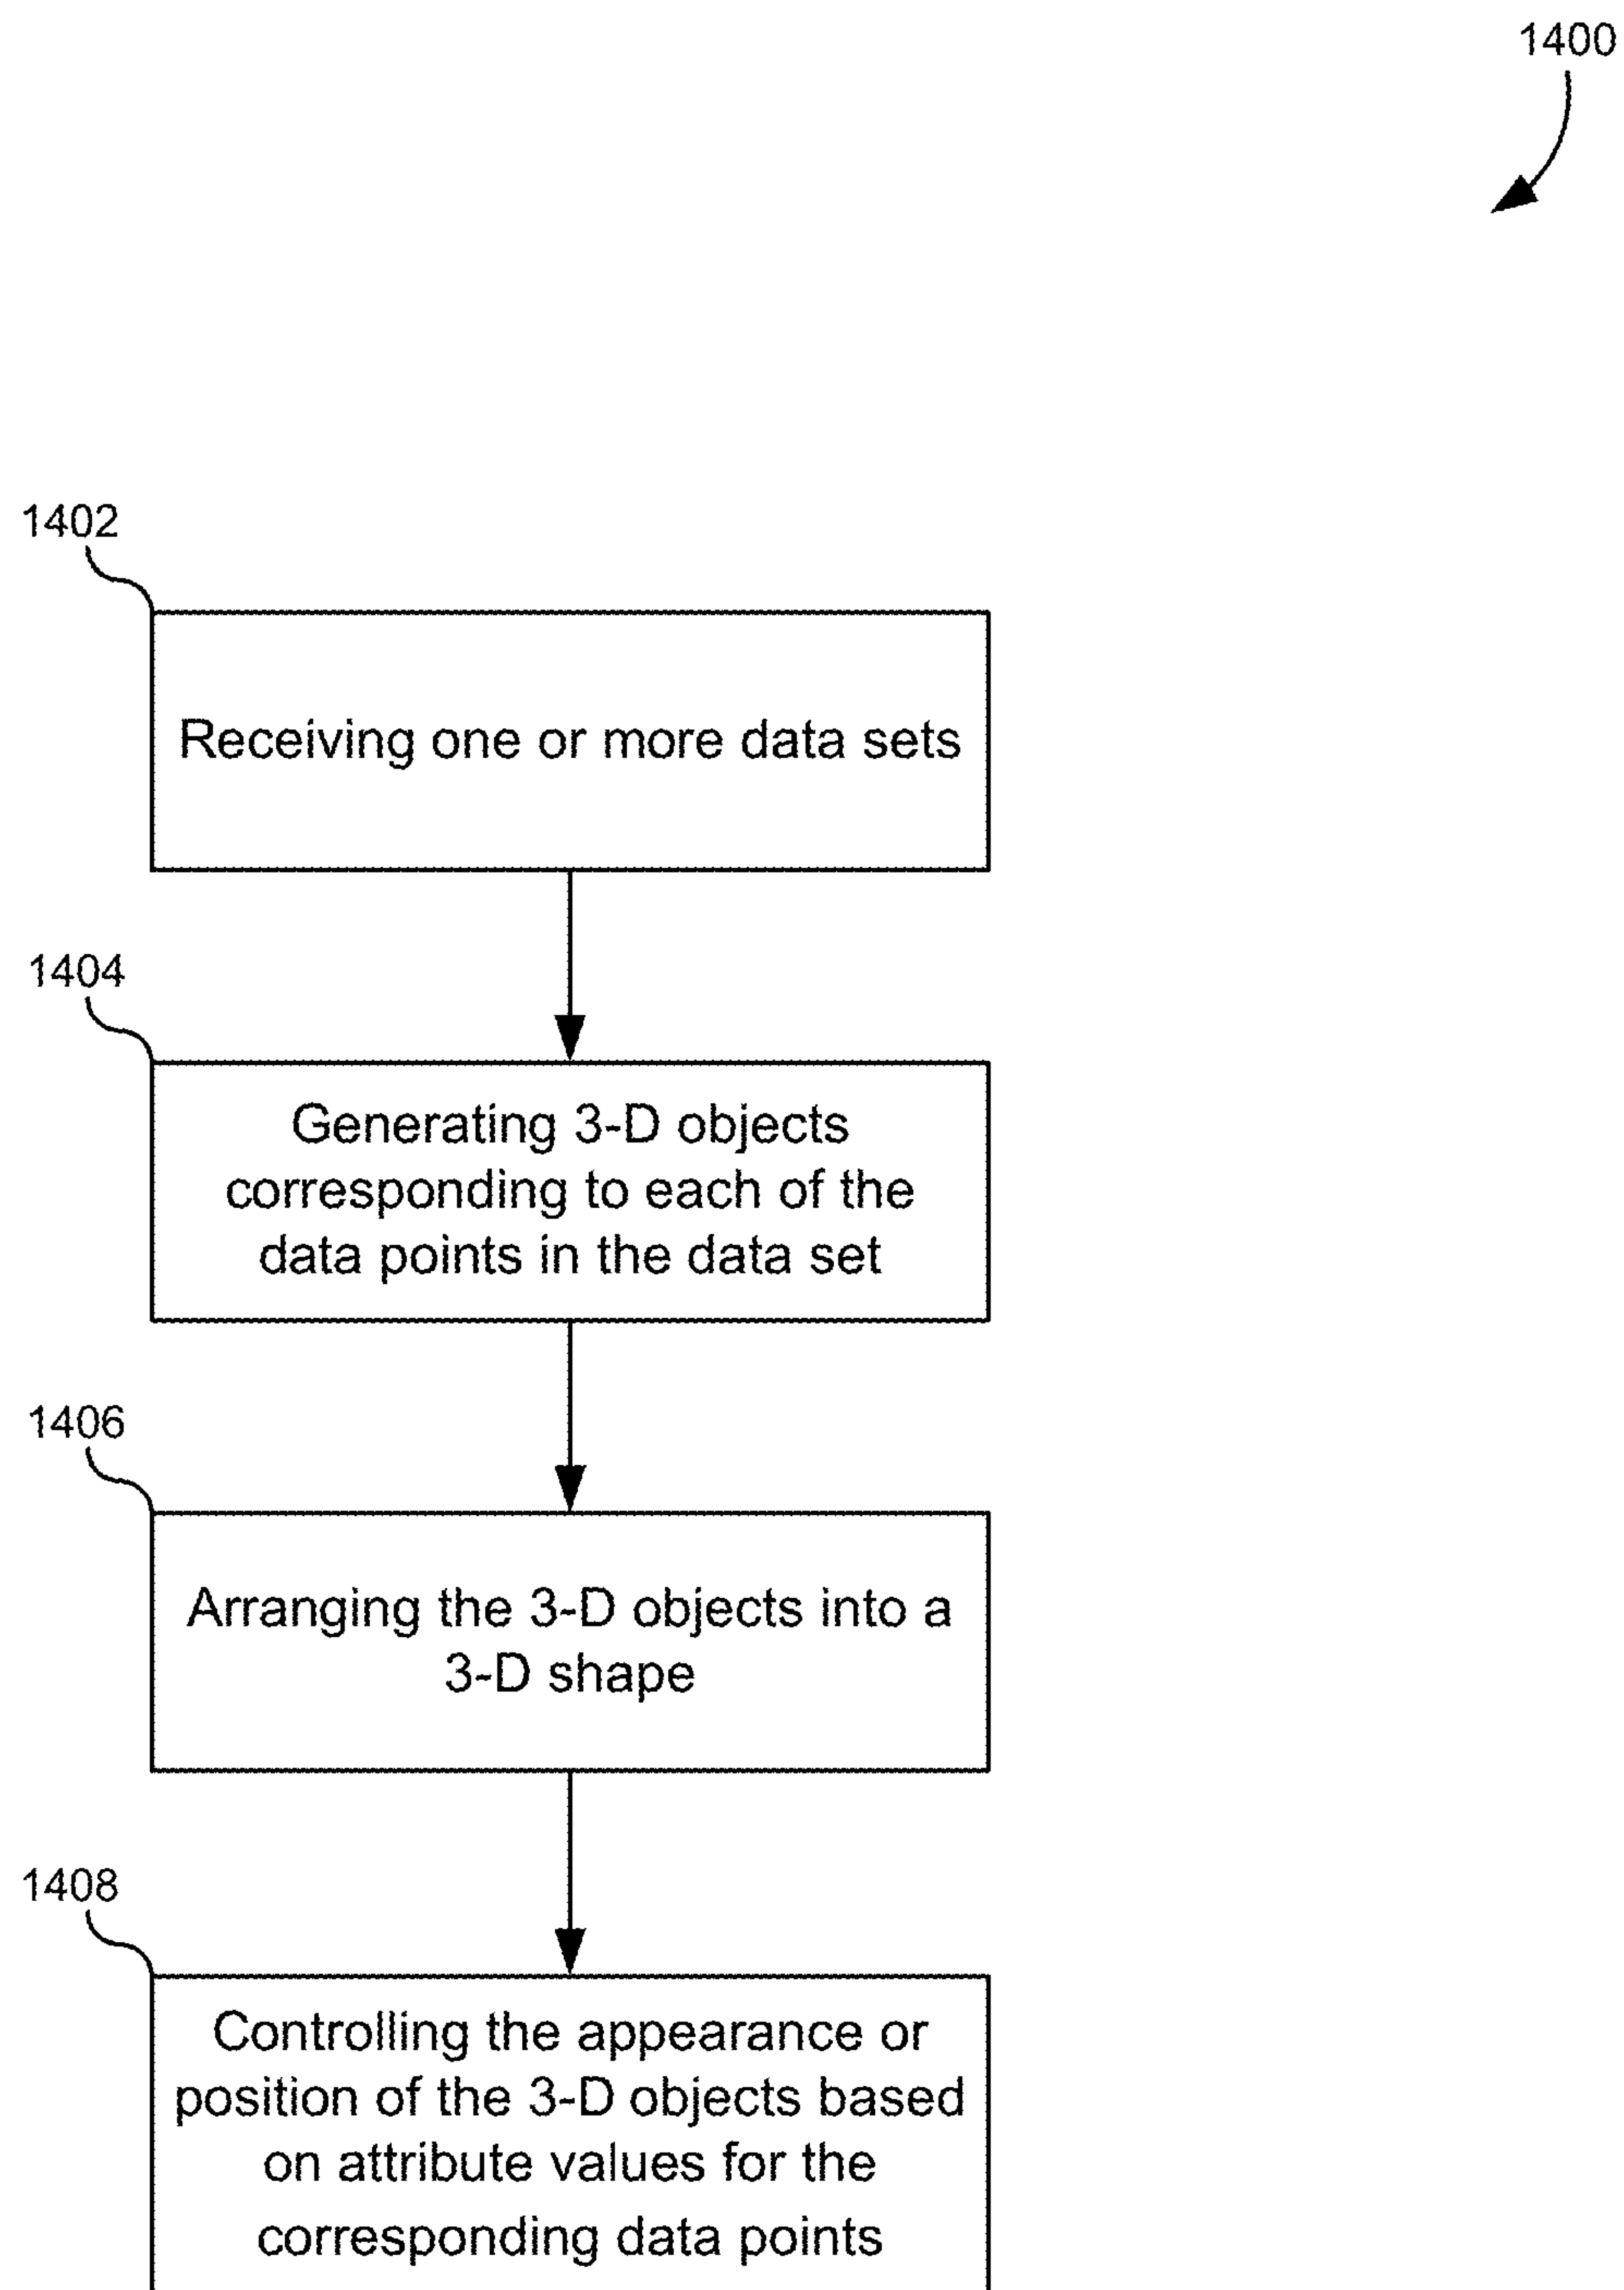 1400
1402
Receiving one or more data sets
1404
Generating 3-D objects
corresponding to each of the
data points in the data set
1406
Arranging the 3-D objects into a
3-D shape
1408
Controlling the appearance or
position of the 3-D objects based
on attribute values for the
corresponding data points